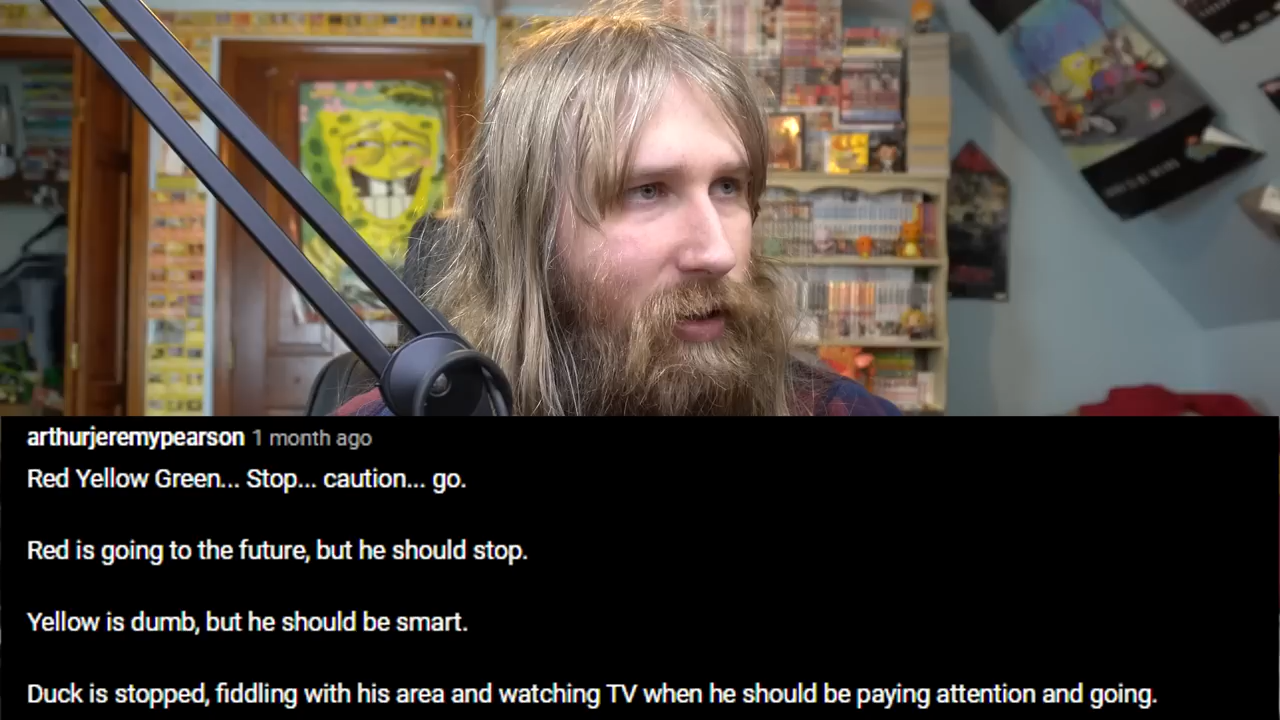 arthurjeremypearson 1 month ago
Red Yellow Green... Stop... caution... go.
Red is going to the future, but he should stop.
Yellow is dumb, but he should be smart.
Duck is stopped, fiddling with his area and watching TV when he should be paying attention and going.